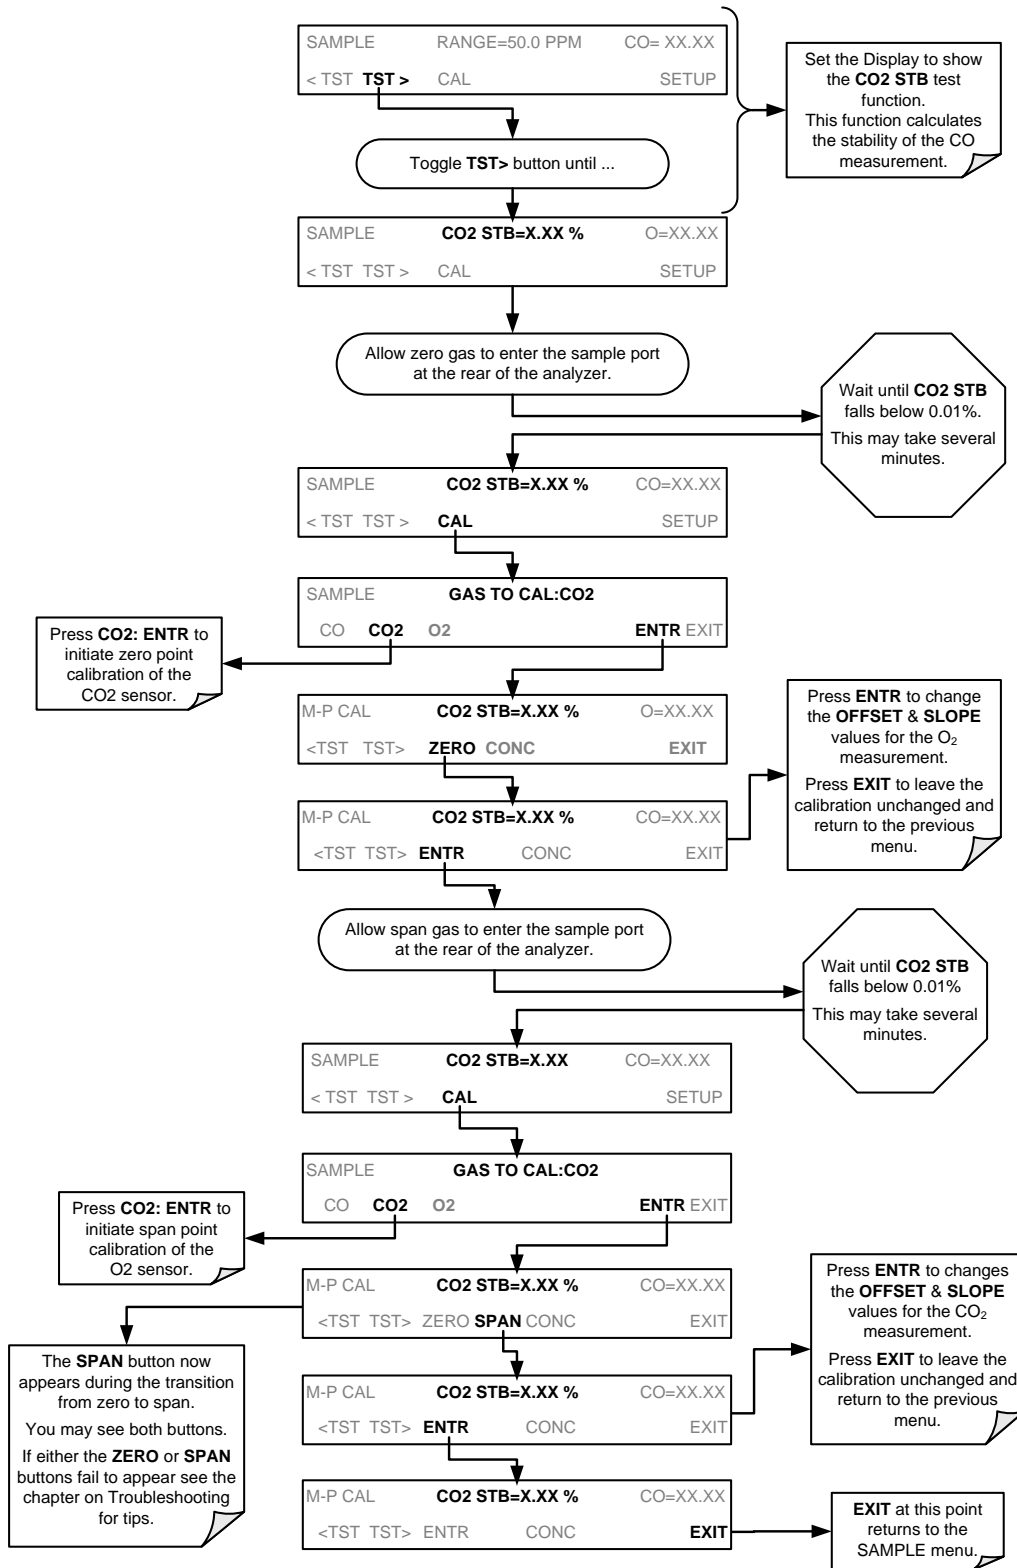 SAMPLE RANGE=50.0 PPM CO= XX.XX
< TST TST > CAL SETUP
Set the Display to show
the CO2 STB test
function.
This function calculates
the stability of the CO
measurement.
Toggle TST> button until ...
SAMPLE CO2 STB=X.XX % O=XX.XX
< TST TST > CAL SETUP
Allow zero gas to enter the sample port
at the rear of the analyzer.
Wait until CO2 STB
falls below 0.01%.
This may take several
minutes.
SAMPLE CO2 STB=X.XX % CO=XX.XX
< TST TST > CAL SETUP
SAMPLE GAS TO CAL:CO2
CO CO2 O2 ENTR EXIT
Press CO2: ENTR to
initiate zero point
calibration of the
CO2 sensor.
M-P CAL CO2 STB=X.XX % O=XX.XX
<TST TST> ZERO CONC EXIT
Press ENTR to change
the OFFSET & SLOPE
values for the O2
measurement.
Press EXIT to leave the
calibration unchanged and
return to the previous
menu.
M-P CAL CO2 STB=X.XX % CO=XX.XX
<TST TST> ENTR CONC EXIT
Allow span gas to enter the sample port
at the rear of the analyzer.
Wait until CO2 STB
falls below 0.01%
This may take several
minutes.
SAMPLE CO2 STB=X.XX CO=XX.XX
< TST TST > CAL SETUP
SAMPLE GAS TO CAL:CO2
CO CO2 O2 ENTR EXIT
Press CO2: ENTR to
initiate span point
calibration of the
O2 sensor.
M-P CAL CO2 STB=X.XX % CO=XX.XX
<TST TST> ZERO SPAN CONC EXIT
Press ENTR to changes
the OFFSET & SLOPE
values for the CO2
measurement.
Press EXIT to leave the
calibration unchanged and
return to the previous
menu.
The SPAN button now
appears during the transition
from zero to span.
You may see both buttons.
If either the ZERO or SPAN
buttons fail to appear see the
chapter on Troubleshooting
for tips.
M-P CAL CO2 STB=X.XX % CO=XX.XX
<TST TST> ENTR CONC EXIT
M-P CAL CO2 STB=X.XX % CO=XX.XX
<TST TST> ENTR CONC EXIT
EXIT at this point
returns to the
SAMPLE menu.